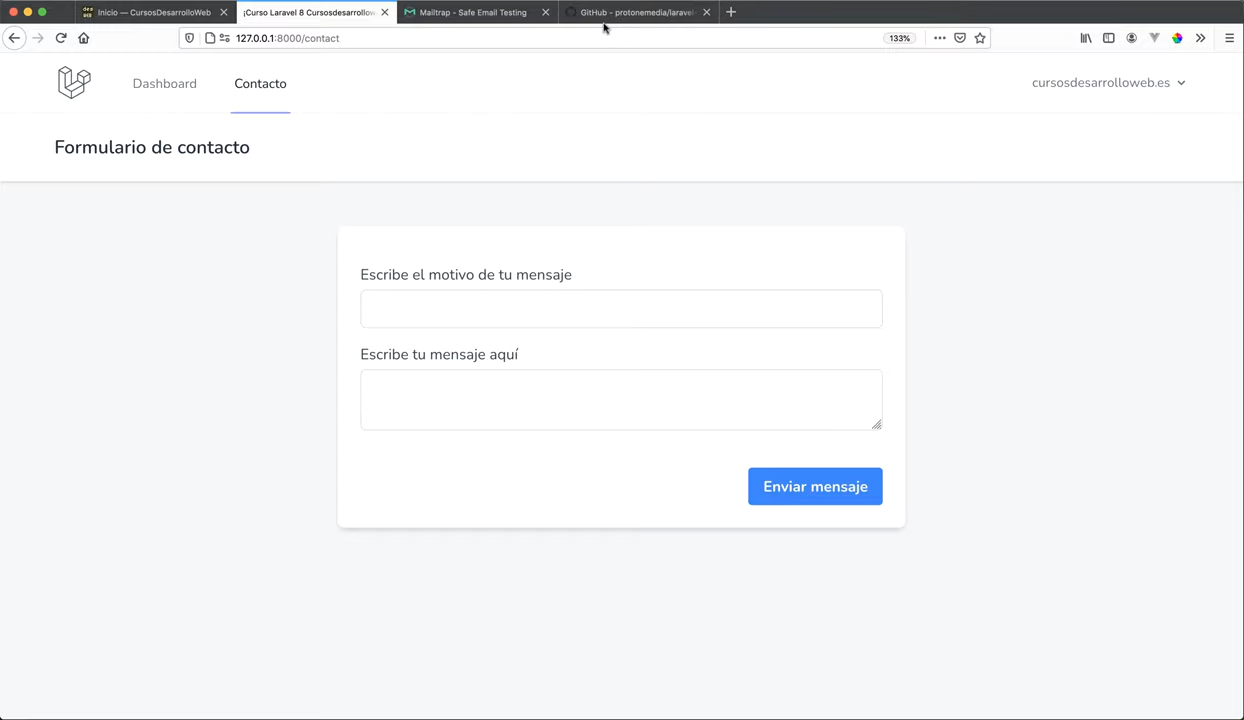 Inicio — CursosDesarrolloWeb
¡Curso Laravel 8 Cursosdesarrollow
Mailtrap - Safe Email Testing
GitHub - protonemedia/laravel-
127.0.0.1:8000/contact
133%
Dashboard
Contacto
cursosdesarrolloweb.es
Formulario de contacto
Escribe el motivo de tu mensaje
Escribe tu mensaje aquí
Enviar mensaje